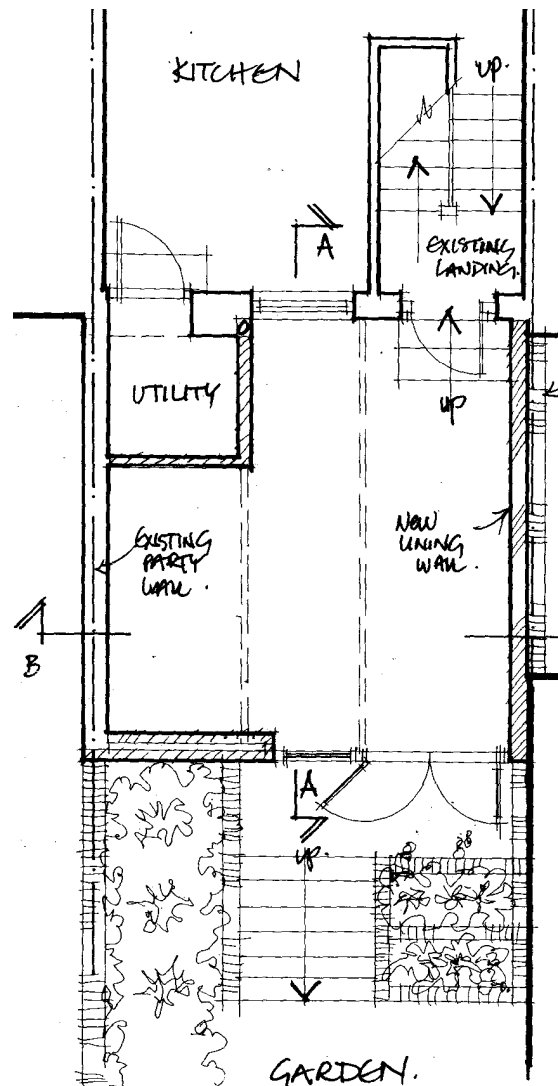 KITCHEN
UP.
A
EXISTING
LANDING.
UTILITY
UP
EXISTING
PARTY
WALL.
NEW
LINING
WALL.
B
A
UP.
GARDEN.